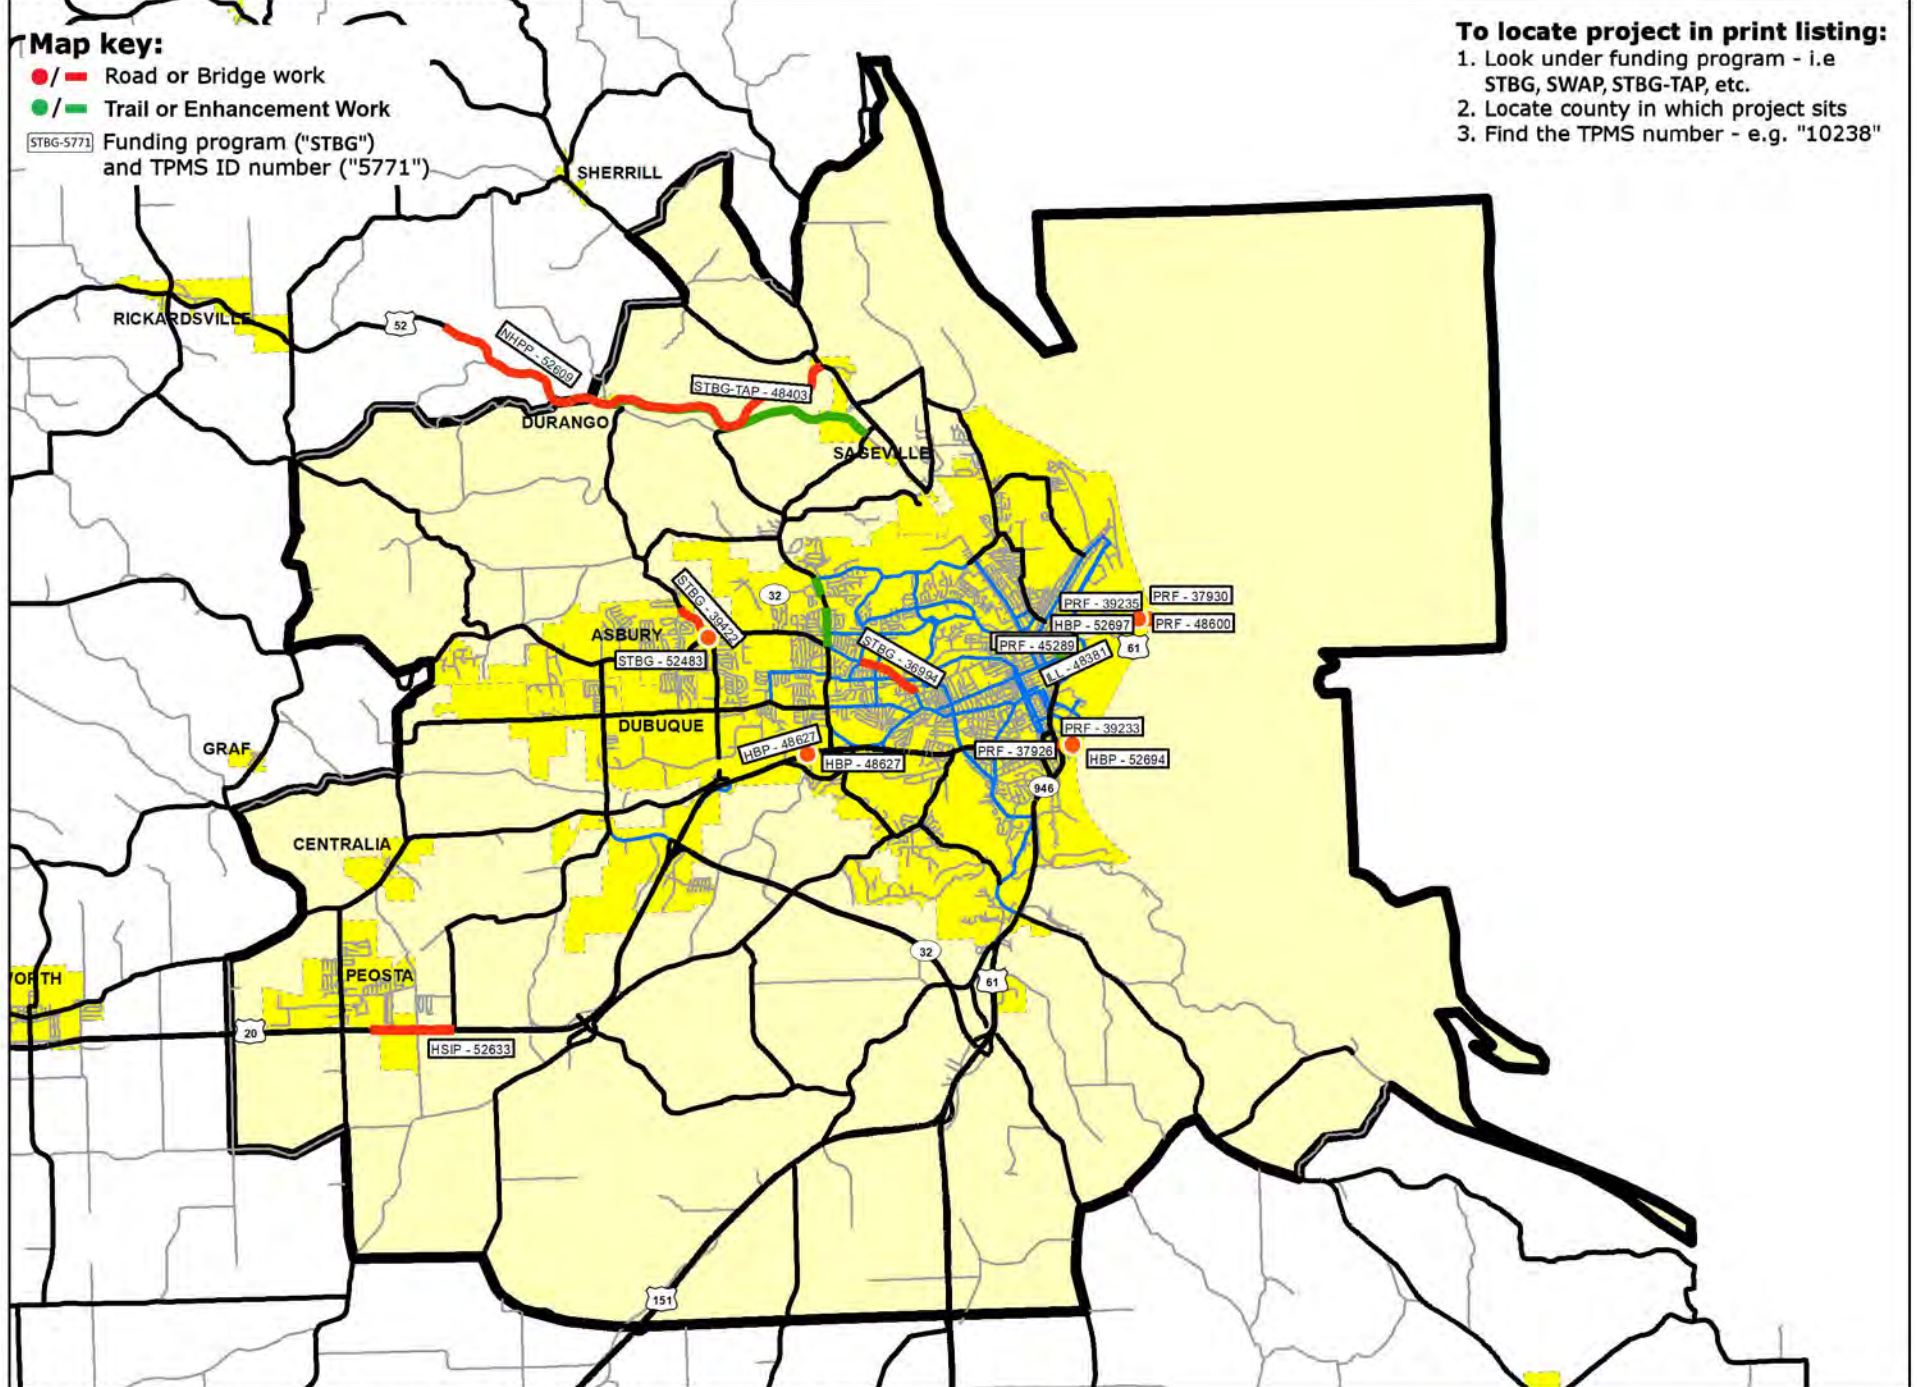 Map key:
Road or Bridge work
Trail or Enhancement Work
STBG-5771 Funding program ("STBG")
and TPMS ID number ("5771")
To locate project in print listing:
1. Look under funding program - i.e
STBG, SWAP, STBG-TAP, etc.
2. Locate county in which project sits
3. Find the TPMS number - e.g. "10238"
SHERRILL
RICKARDSVILLE
52
NHPP - 52609
STBG-TAP - 48403
DURANGO
SAGEVILLE
STBG - 39422
32
PRF - 37930
PRF - 39235
HBP - 52697
PRF - 48600
ASBURY
STBG - 52483
STBG - 36994
PRF - 45289
61
ILL - 48381
DUBUQUE
PRF - 39233
HBP - 48627
HBP - 48627
PRF - 37926
HBP - 52694
GRAF
946
CENTRALIA
32
PEOSTA
ORTH
61
20
HSIP - 52633
151